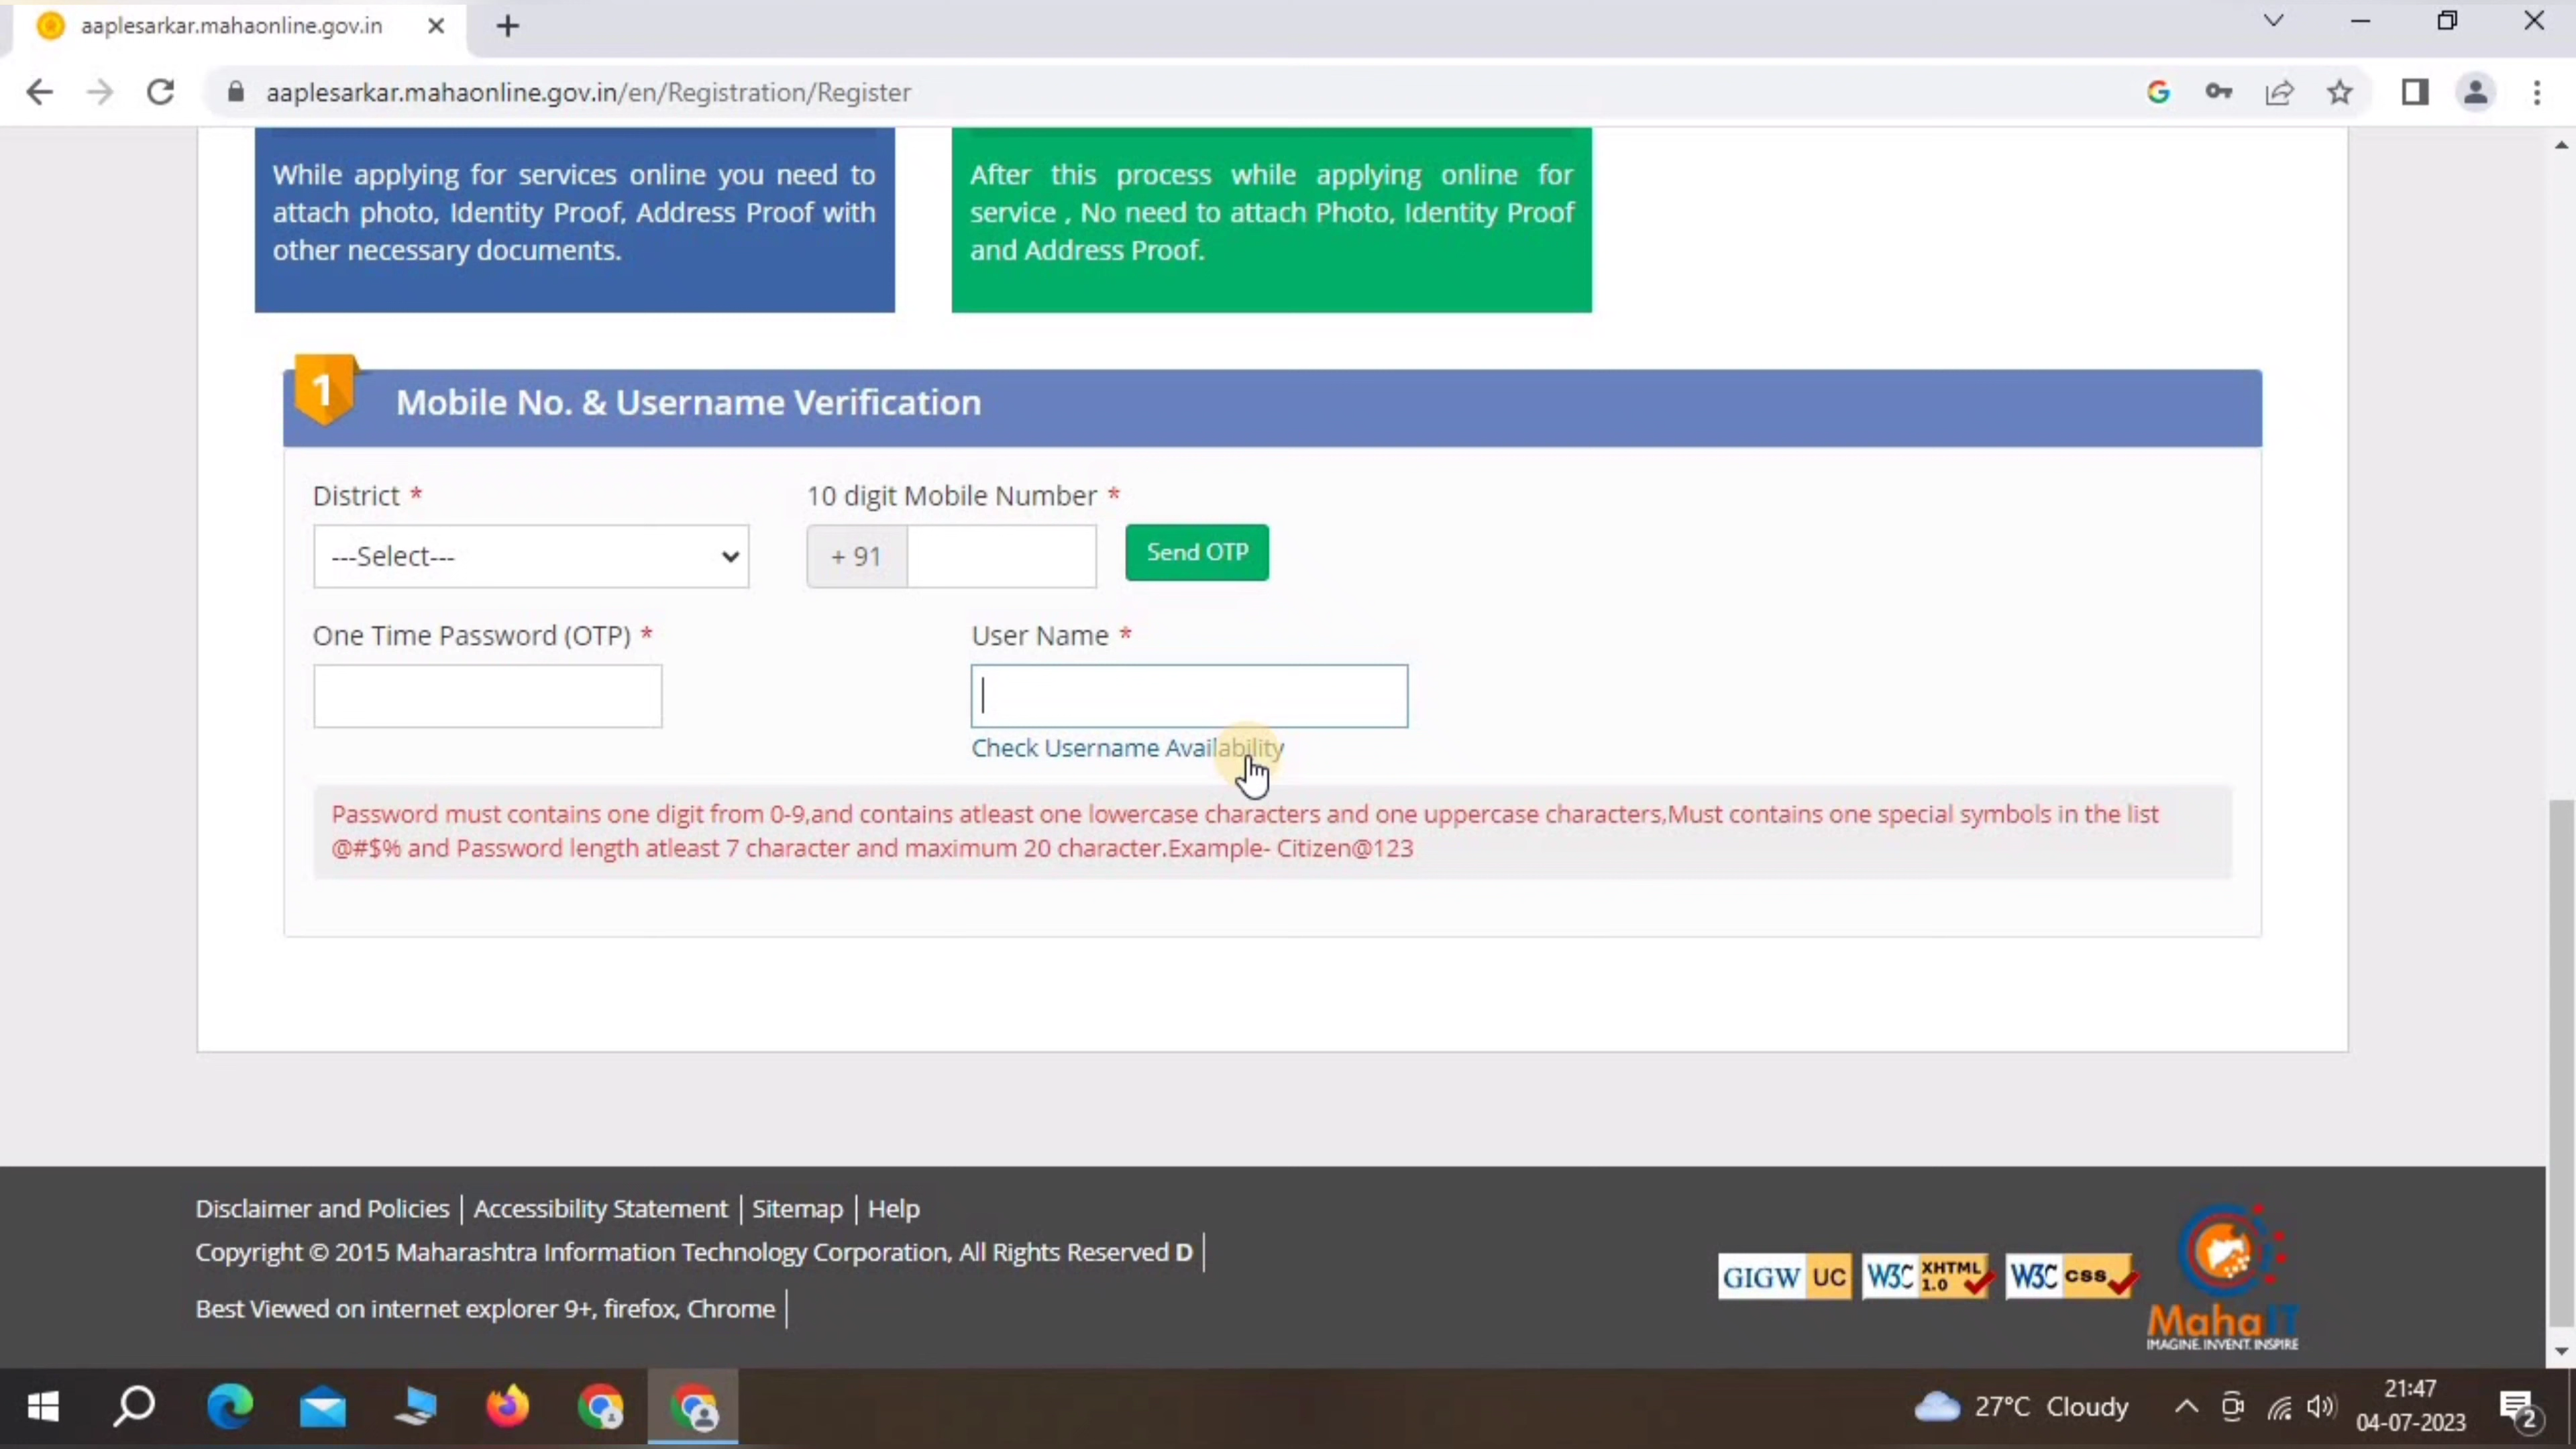 aaplesarkar.mahaonline.gov.in
aaplesarkar.mahaonline.gov.in/en/Registration/Register
While applying for services online you need to
attach photo, Identity Proof, Address Proof with
other necessary documents.
After this process while applying online for
service , No need to attach Photo, Identity Proof
and Address Proof.
1 Mobile No. & Username Verification
District *
10 digit Mobile Number *
---Select---
+ 91
Send OTP
One Time Password (OTP) *
User Name *
Check Username Availability
Password must contains one digit from 0-9,and contains atleast one lowercase characters and one uppercase characters,Must contains one special symbols in the list
@#$% and Password length atleast 7 character and maximum 20 character.Example- Citizen@123
Disclaimer and Policies | Accessibility Statement | Sitemap | Help
Copyright © 2015 Maharashtra Information Technology Corporation, All Rights Reserved D |
Best Viewed on internet explorer 9+, firefox, Chrome |
GIGW UC
W3C XHTML 1.0
W3C css
MahaIT
IMAGINE. INVENT. INSPIRE
27°C Cloudy
21:47
04-07-2023
2